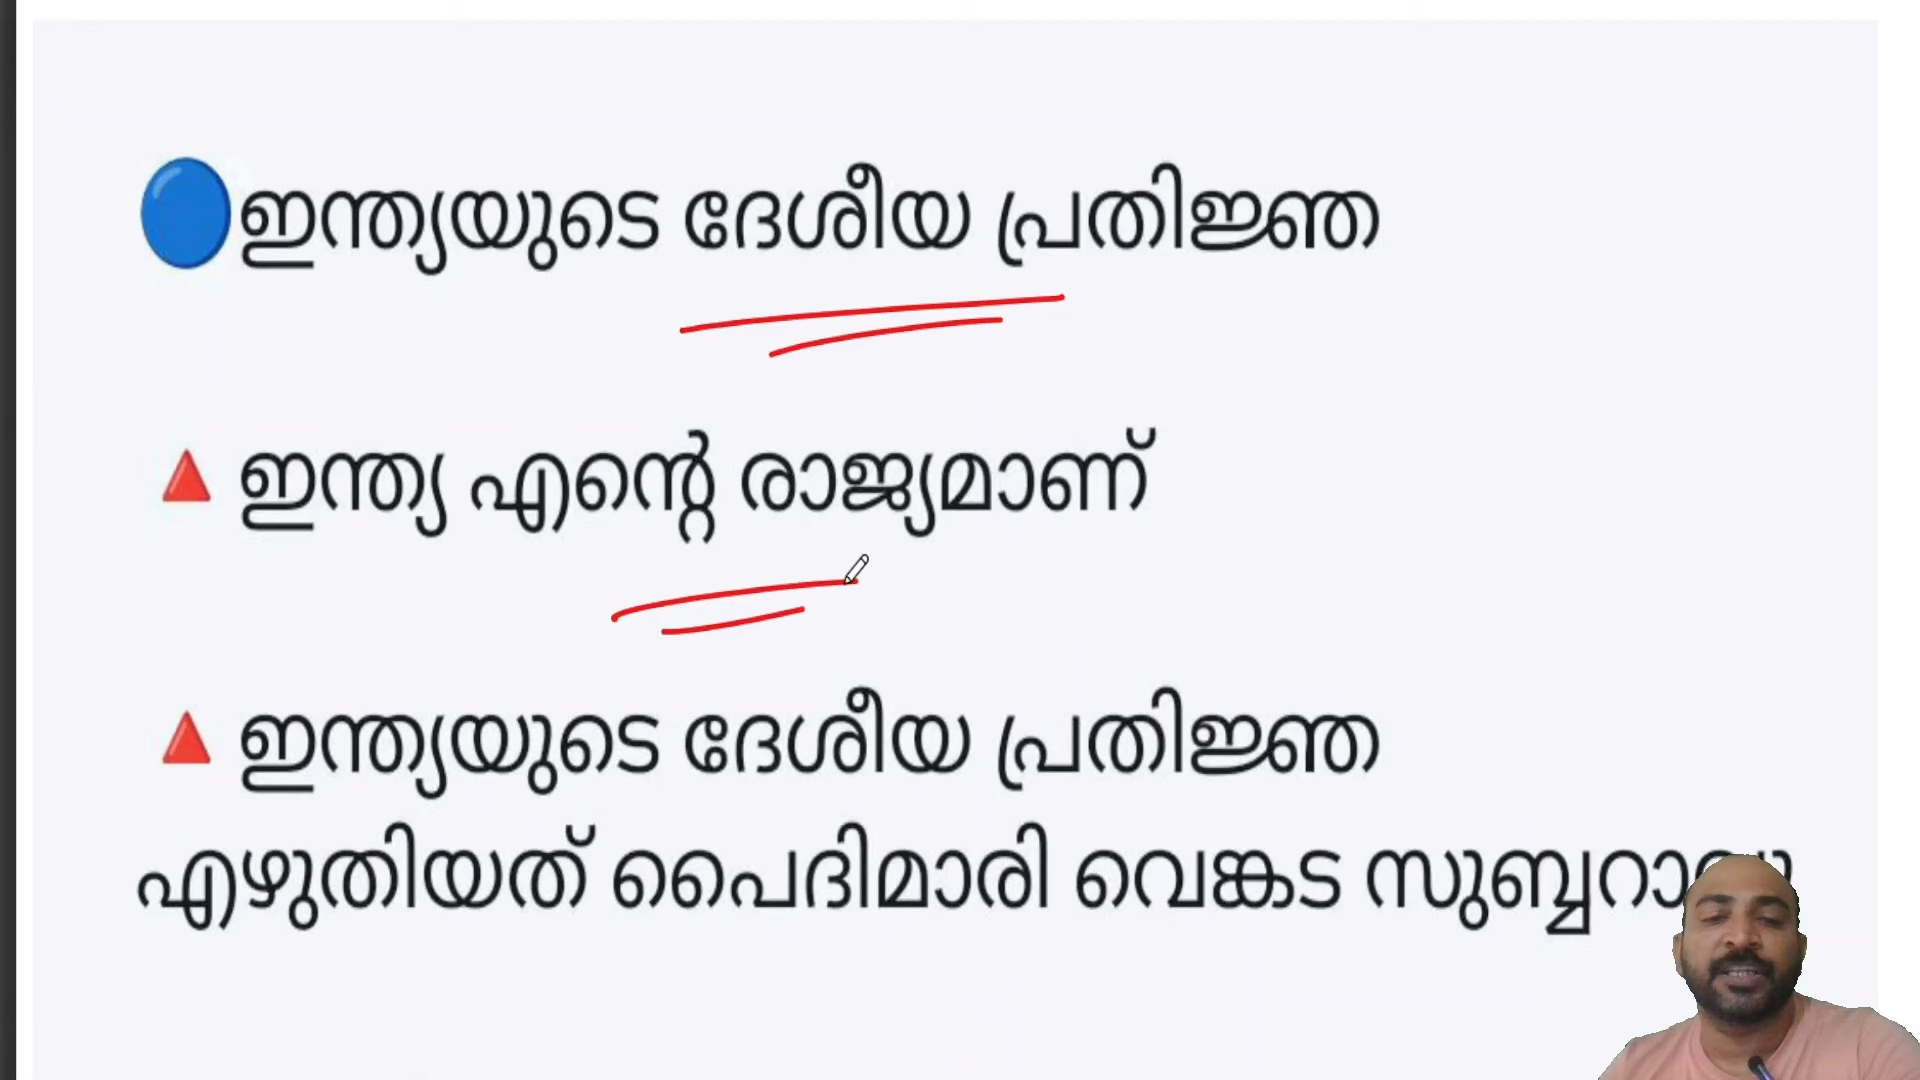 ഇന്ത്യയുടെ ദേശീയ പ്രതിജ്ഞ
ഇന്ത്യ എന്റെ രാജ്യമാണ്
ഇന്ത്യയുടെ ദേശീയ പ്രതിജ്ഞ
എഴുതിയത് പൈദിമാരി വെങ്കട